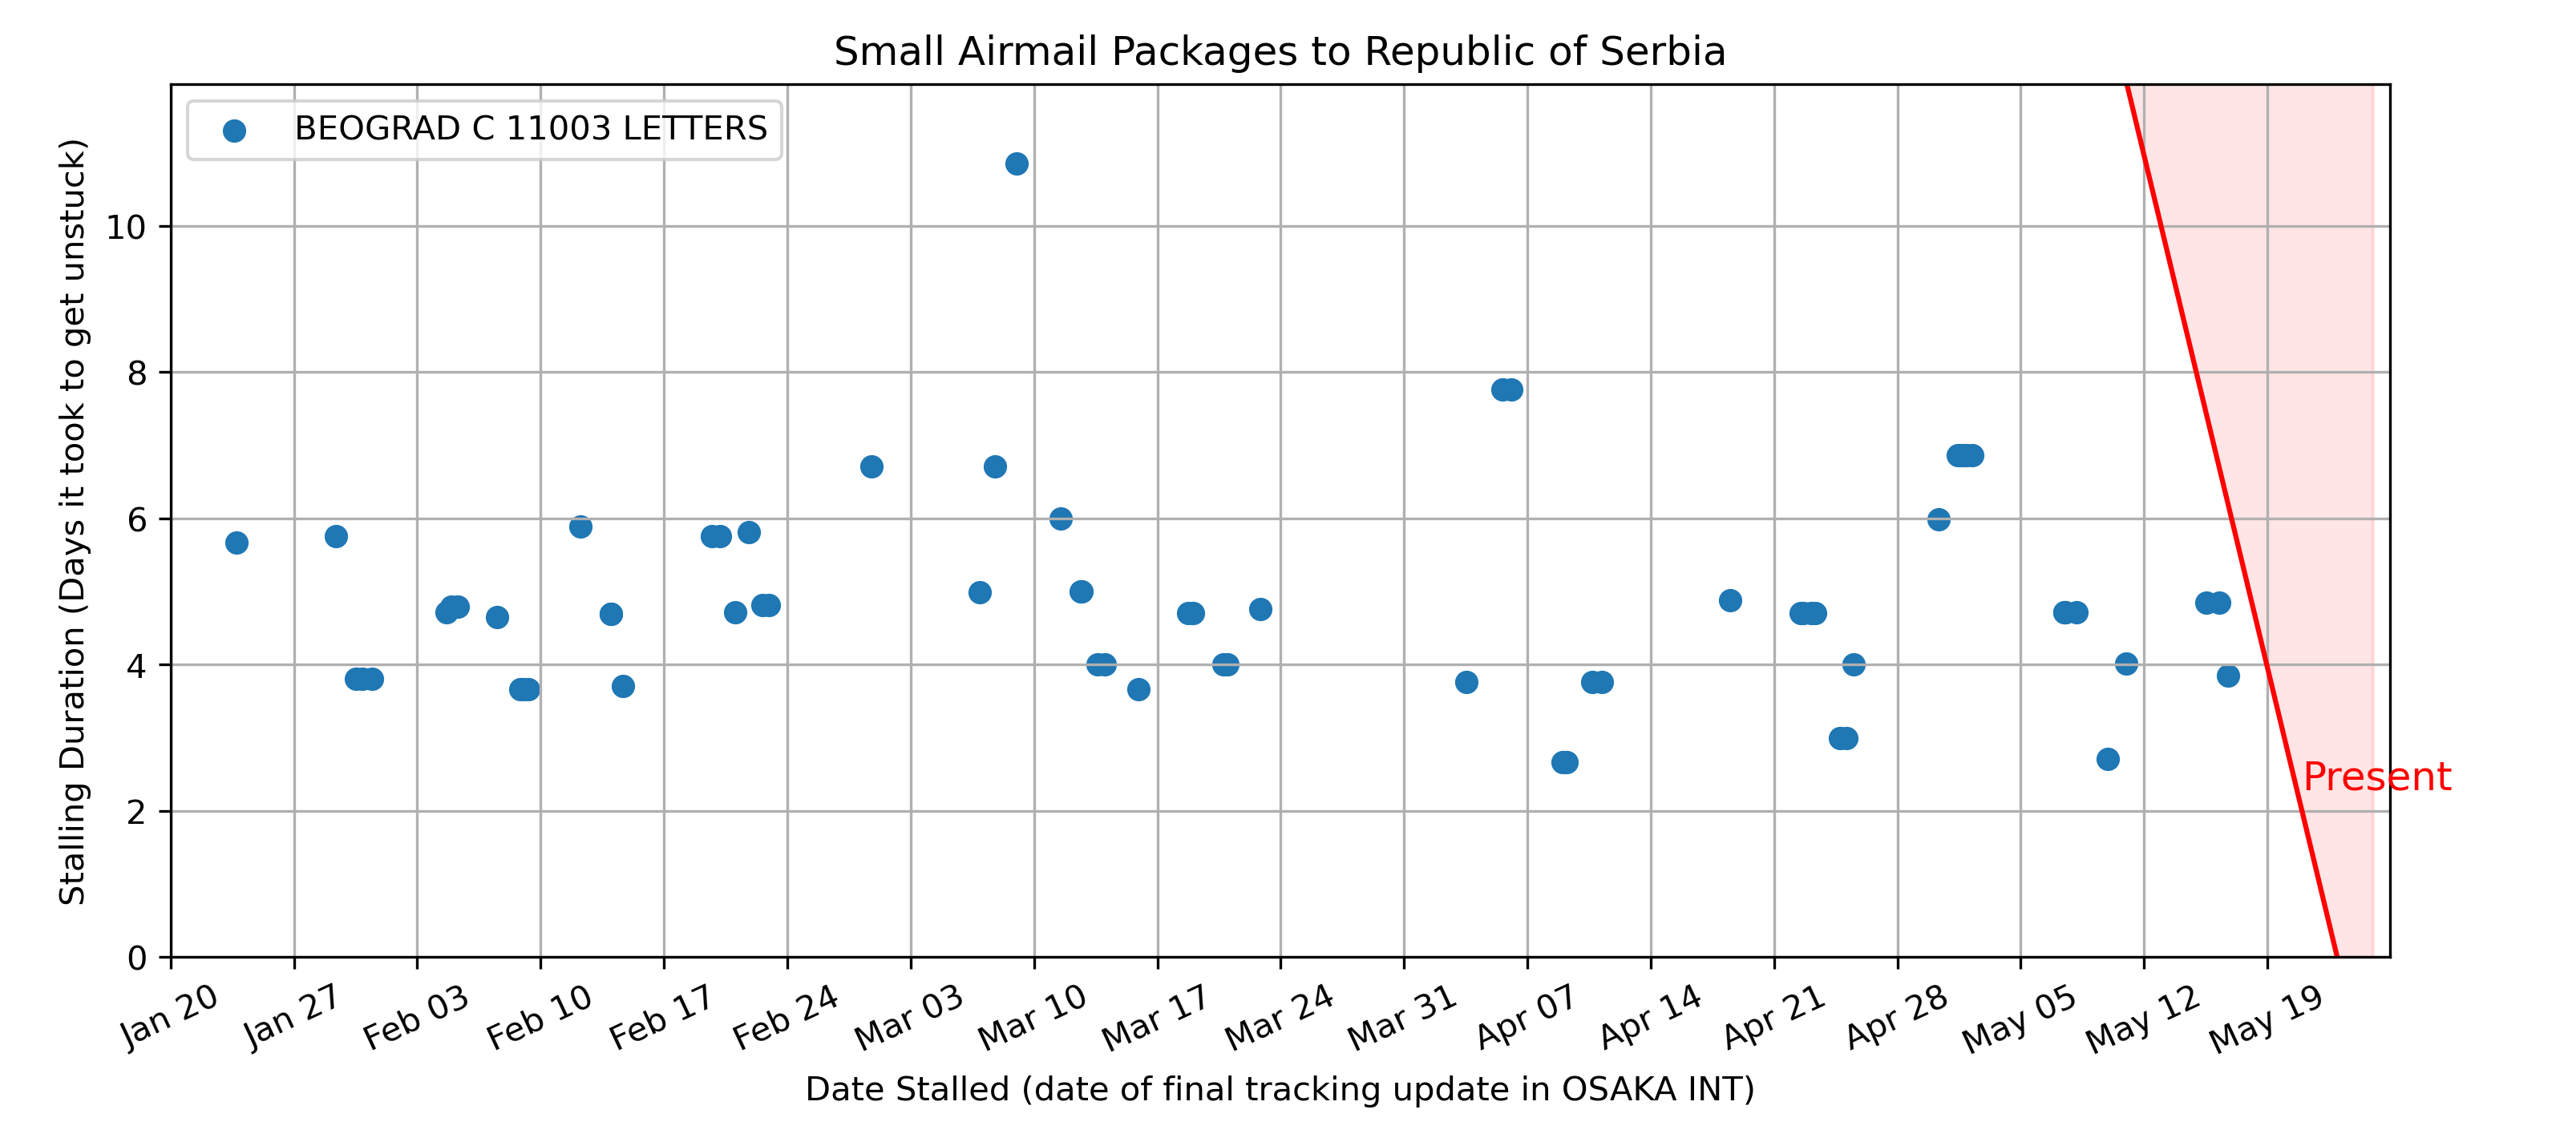 Small Airmail Packages to Republic of Serbia
BEOGRAD C 11003 LETTERS
Stalling Duration (Days it took to get unstuck)
10
8
6
4
2
0
Present
Jan 20
Jan 27
Feb 03
Feb 10
Feb 17
Feb 24
Mar 03
Mar 10
Mar 17
Mar 24
Mar 31
Apr 07
Apr 14
Apr 21
Apr 28
May 05
May 12
May 19
Date Stalled (date of final tracking update in OSAKA INT)